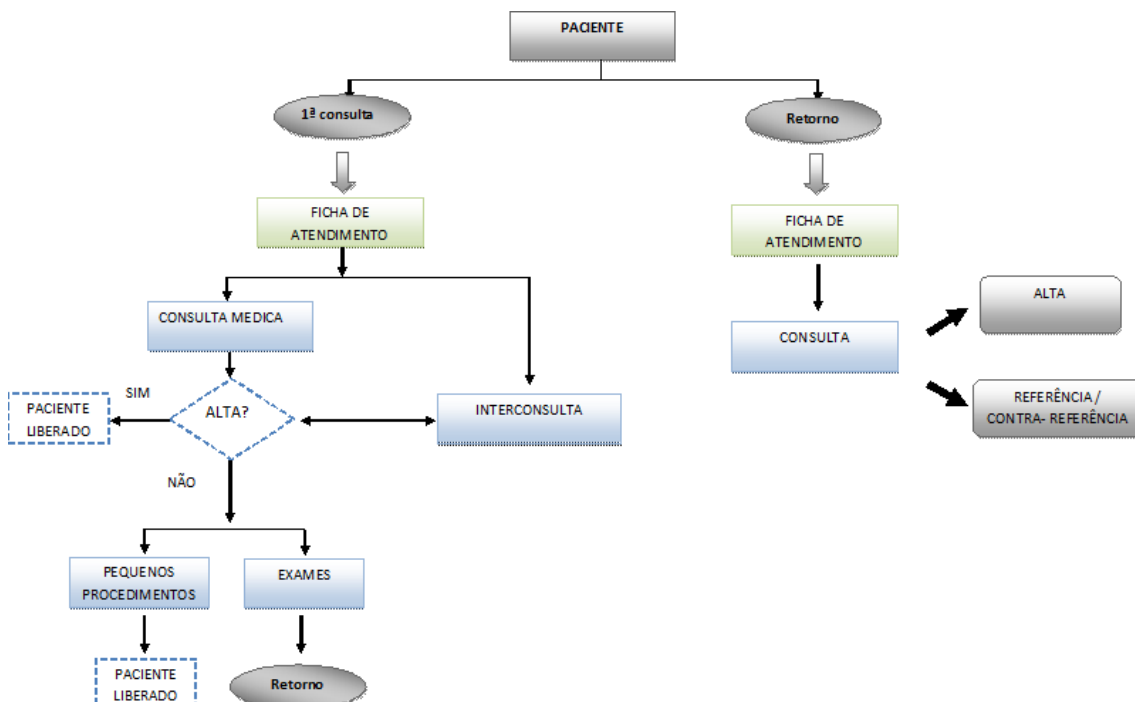 PACIENTE
1ª consulta
Retorno
FICHA DE
ATENDIMENTO
FICHA DE
ATENDIMENTO
CONSULTA MEDICA
CONSULTA
ALTA
REFERÊNCIA /
CONTRA- REFERÊNCIA
SIM
PACIENTE
LIBERADO
ALTA?
INTERCONSULTA
NÃO
PEQUENOS
PROCEDIMENTOS
EXAMES
PACIENTE
LIBERADO
Retorno